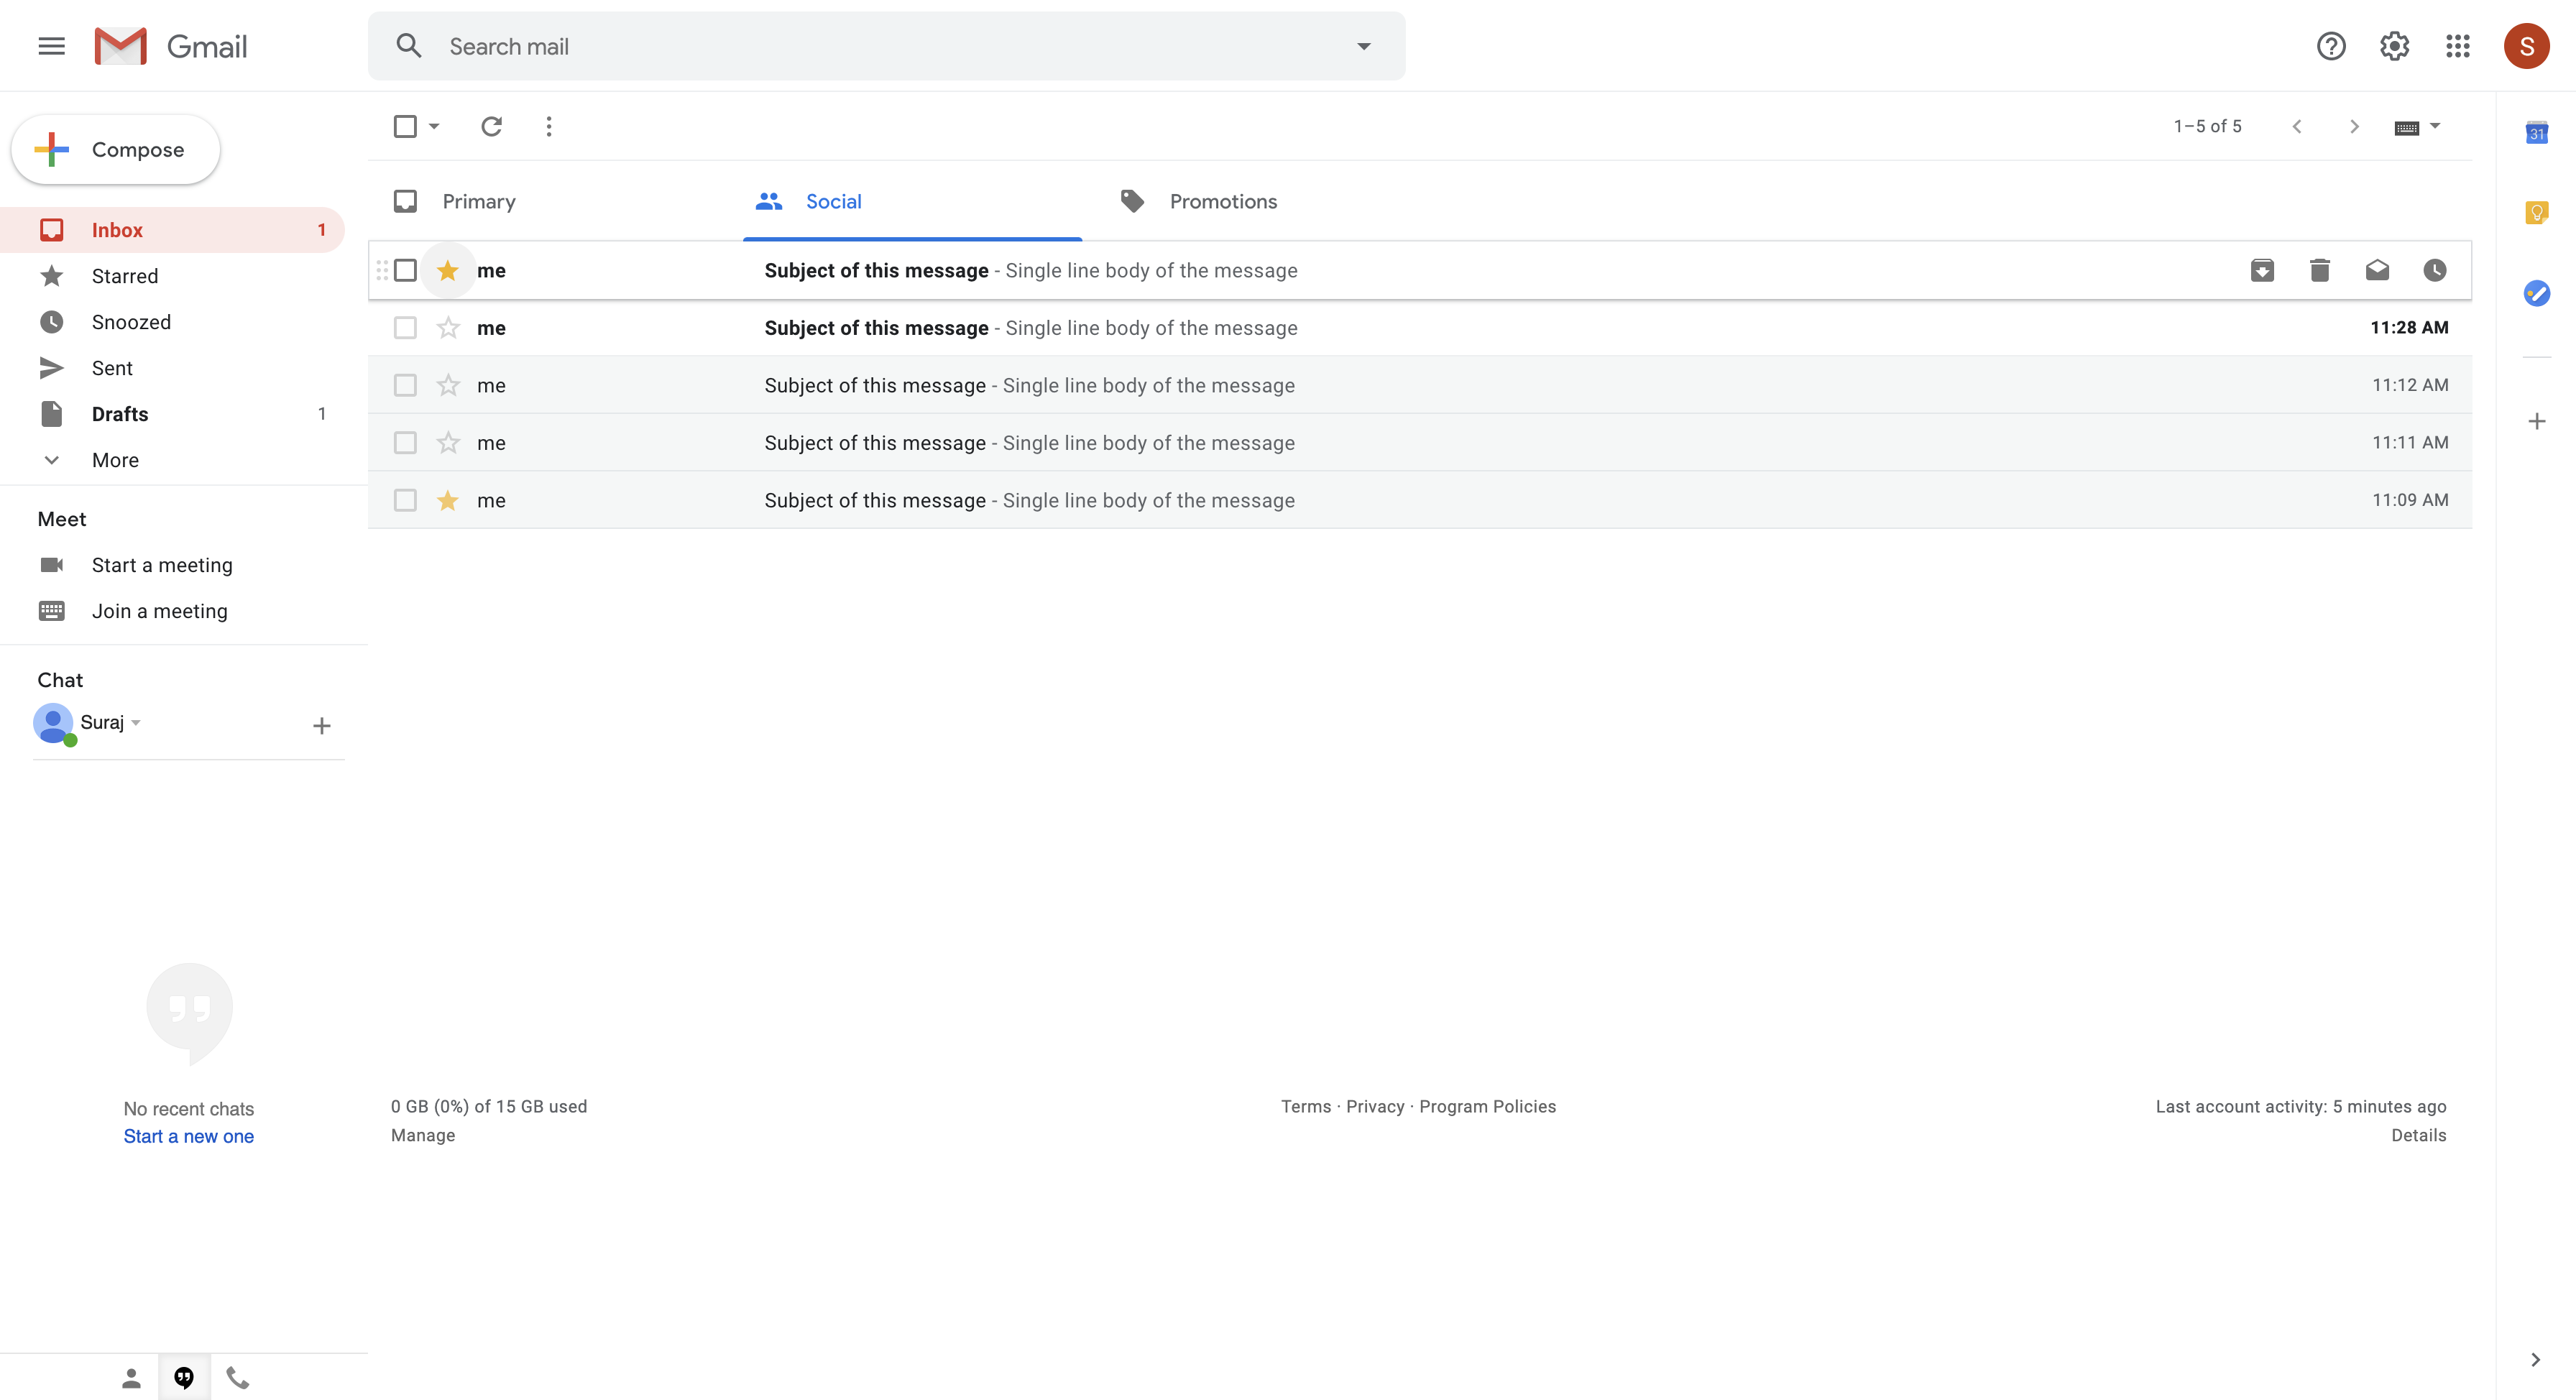 Gmail
Search mail
S
Compose
1–5 of 5
31
Primary
Social
Promotions
Inbox 1
Starred
Snoozed
Sent
Drafts 1
More
me Subject of this message - Single line body of the message
me Subject of this message - Single line body of the message 11:28 AM
me Subject of this message - Single line body of the message 11:12 AM
me Subject of this message - Single line body of the message 11:11 AM
me Subject of this message - Single line body of the message 11:09 AM
Meet
Start a meeting
Join a meeting
Chat
Suraj
No recent chats
Start a new one
0 GB (0%) of 15 GB used
Manage
Terms · Privacy · Program Policies
Last account activity: 5 minutes ago
Details